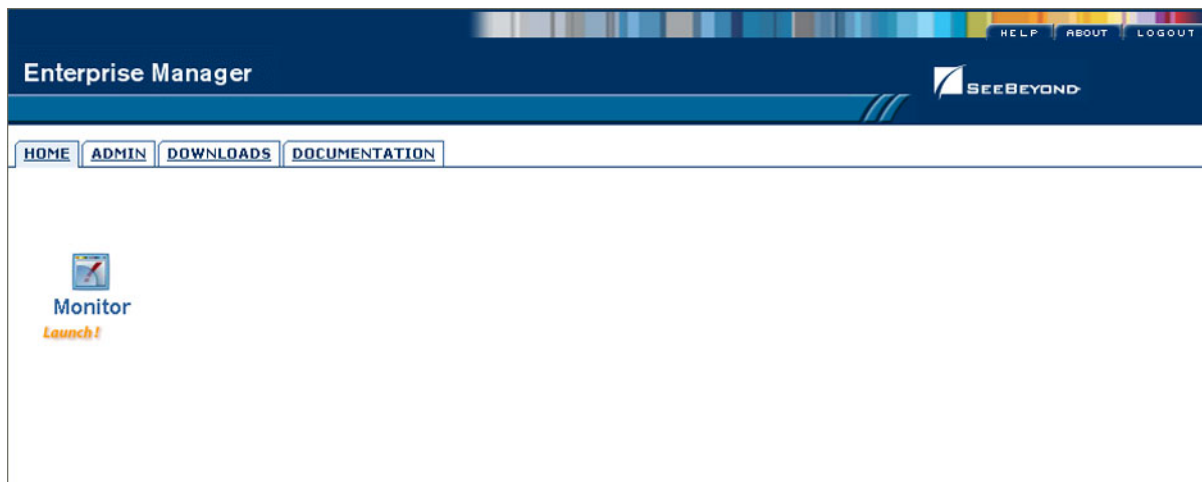 HELP ABOUT LOGOUT
Enterprise Manager
SEEBEYOND
HOME ADMIN DOWNLOADS DOCUMENTATION
Monitor
Launch!